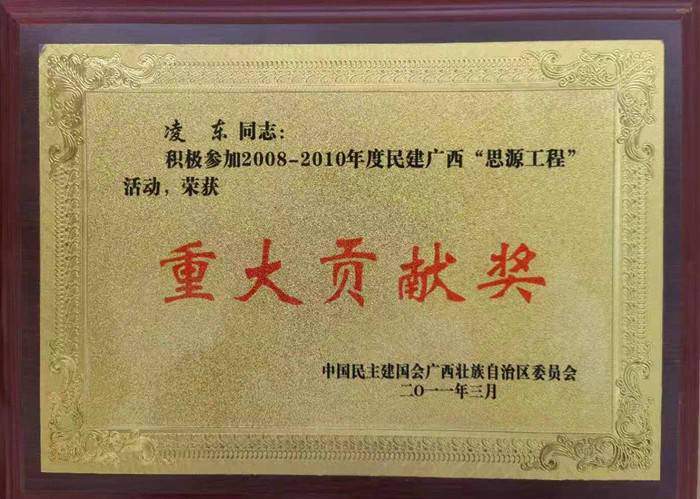 凌 东 同志：
积极参加2008-2010年度民建广西“思源工程”
活动，荣获
重大贡献奖
中国民主建国会广西壮族自治区委员会
二O一一年三月